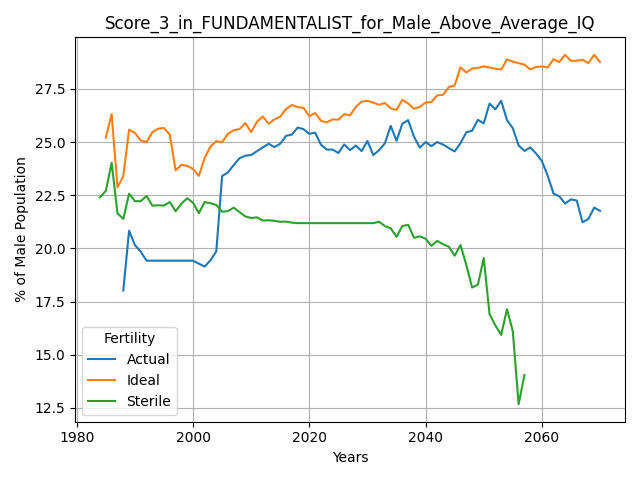 Score_3_in_FUNDAMENTALIST_for_Male_Above_Average_IQ
% of Male Population
27.5
25.0
22.5
20.0
17.5
15.0
12.5
Fertility
Actual
Ideal
Sterile
1980 2000 2020 2040 2060
Years